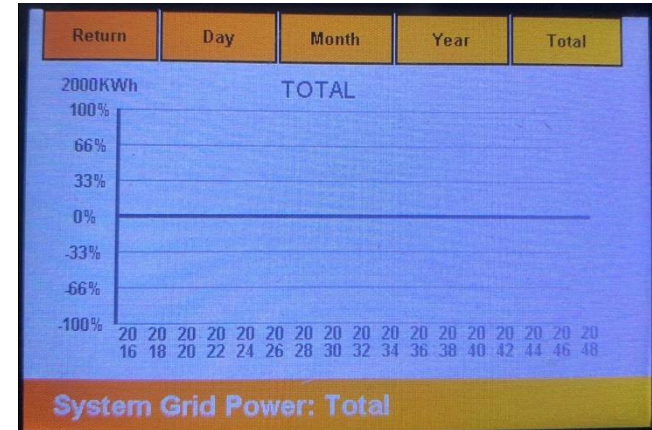 Return Day Month Year Total
2000KWh TOTAL
100%
66%
33%
0%
-33%
-66%
-100%
20 20 20 20 20 20 20 20 20 20 20 20 20 20 20 20 20
16 18 20 22 24 26 28 30 32 34 36 38 40 42 44 46 48
System Grid Power: Total